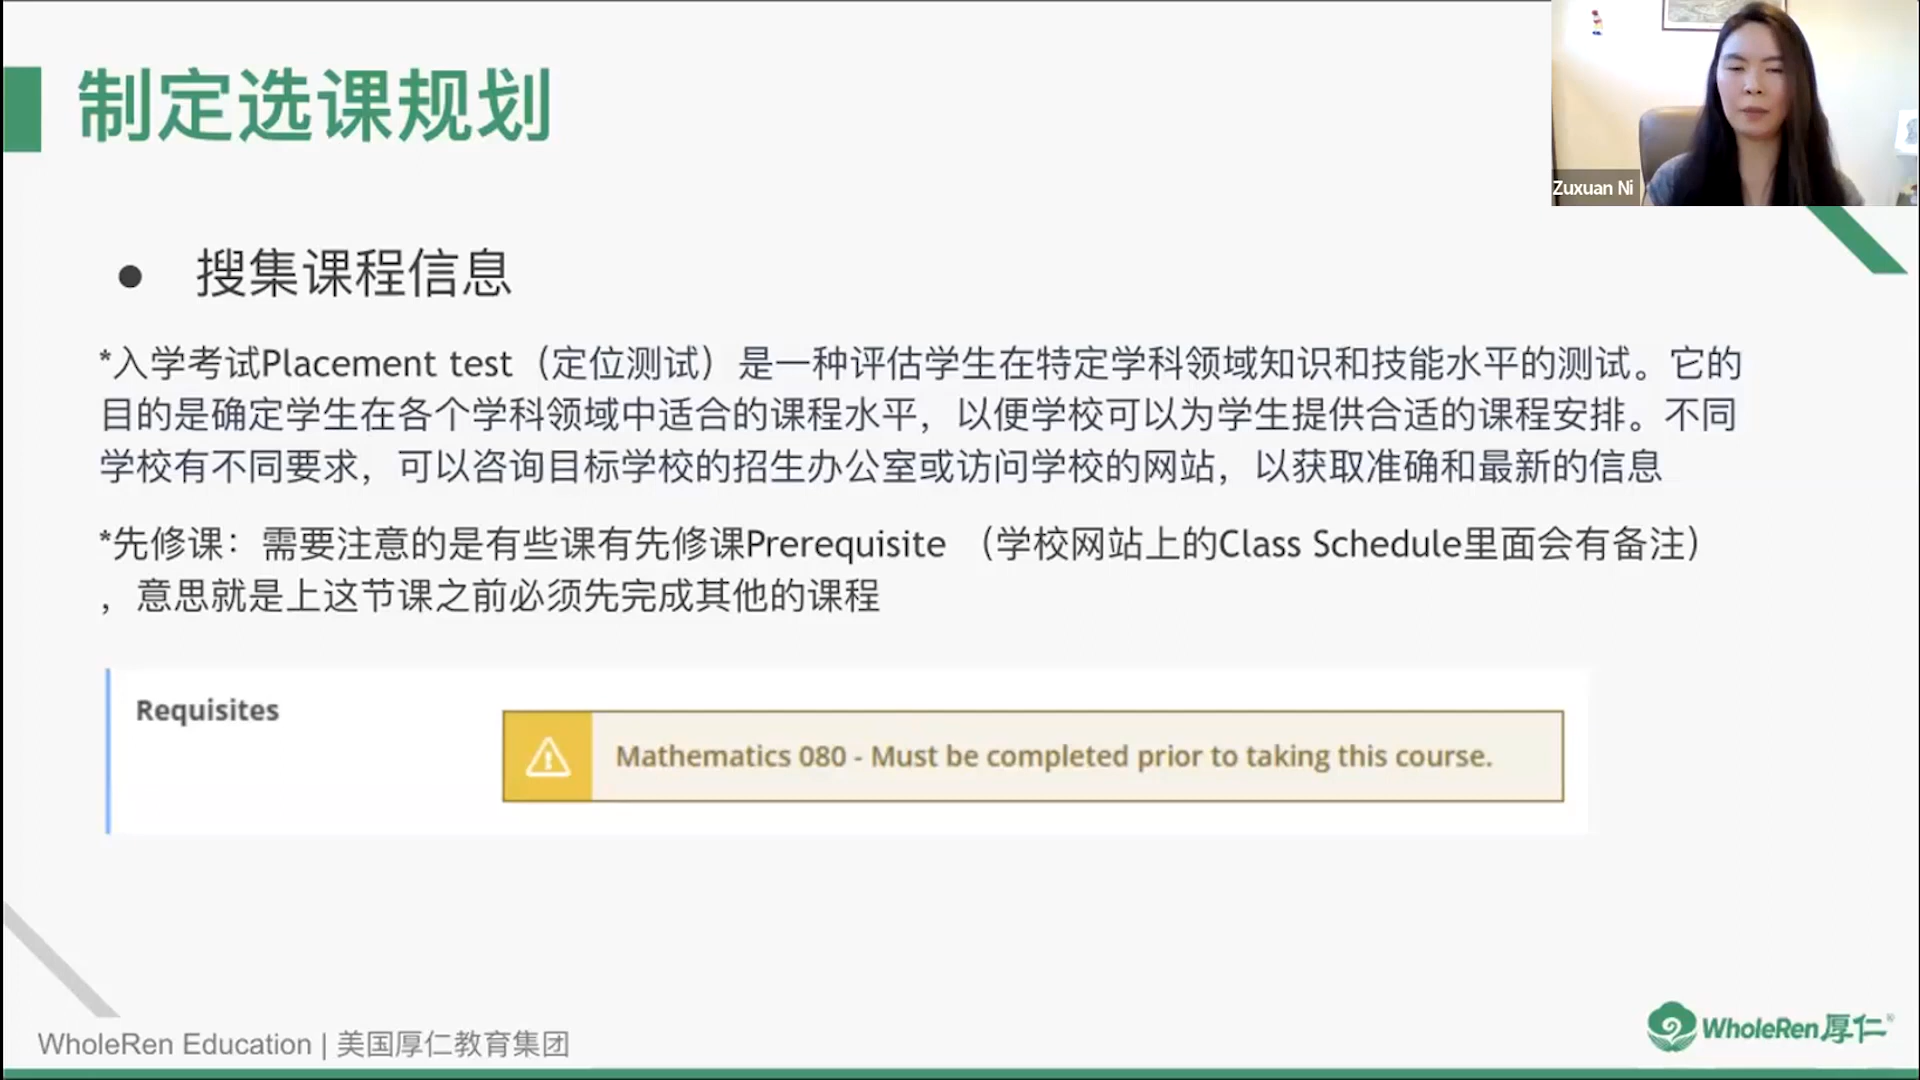 制定选课规划
Zuxuan Ni
● 搜集课程信息
*入学考试Placement test（定位测试）是一种评估学生在特定学科领域知识和技能水平的测试。它的
目的是确定学生在各个学科领域中适合的课程水平，以便学校可以为学生提供合适的课程安排。不同
学校有不同要求，可以咨询目标学校的招生办公室或访问学校的网站，以获取准确和最新的信息
*先修课：需要注意的是有些课有先修课Prerequisite （学校网站上的Class Schedule里面会有备注）
，意思就是上这节课之前必须先完成其他的课程
Requisites
Mathematics 080 - Must be completed prior to taking this course.
WholeRen Education | 美国厚仁教育集团
WholeRen厚仁®